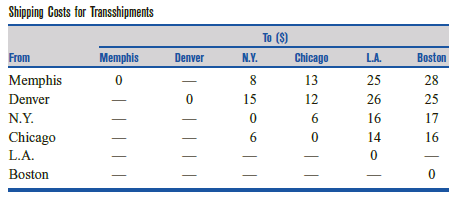 Shipping Costs for Transshipments
To ($)
From Memphis Denver N.Y. Chicago L.A. Boston
Memphis 0 — 8 13 25 28
Denver — 0 15 12 26 25
N.Y. — — 0 6 16 17
Chicago — — 6 0 14 16
L.A. — — — — 0 —
Boston — — — — — 0